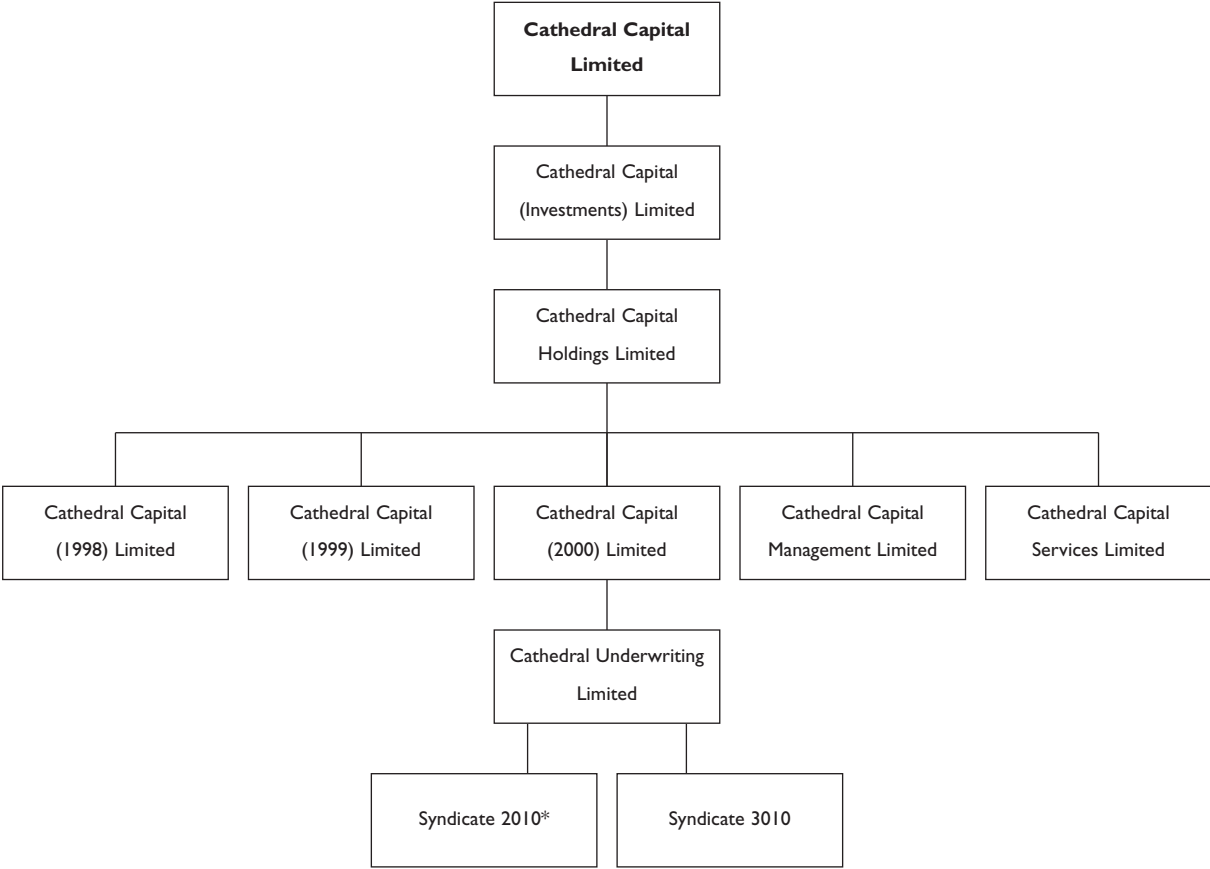 Cathedral Capital
Limited
Cathedral Capital
(Investments) Limited
Cathedral Capital
Holdings Limited
Cathedral Capital
(1998) Limited
Cathedral Capital
(1999) Limited
Cathedral Capital
(2000) Limited
Cathedral Capital
Management Limited
Cathedral Capital
Services Limited
Cathedral Underwriting
Limited
Syndicate 2010*
Syndicate 3010